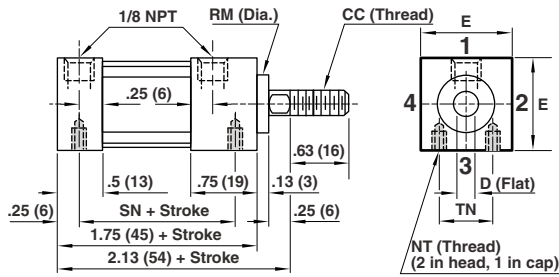 1/8 NPT
RM (Dia.)
CC (Thread)
E
1
.25 (6)
4
2
E
.63 (16)
3
.5 (13)
.75 (19)
.13 (3)
D (Flat)
.25 (6)
SN + Stroke
.25 (6)
TN
1.75 (45) + Stroke
NT (Thread)
2.13 (54) + Stroke
(2 in head, 1 in cap)